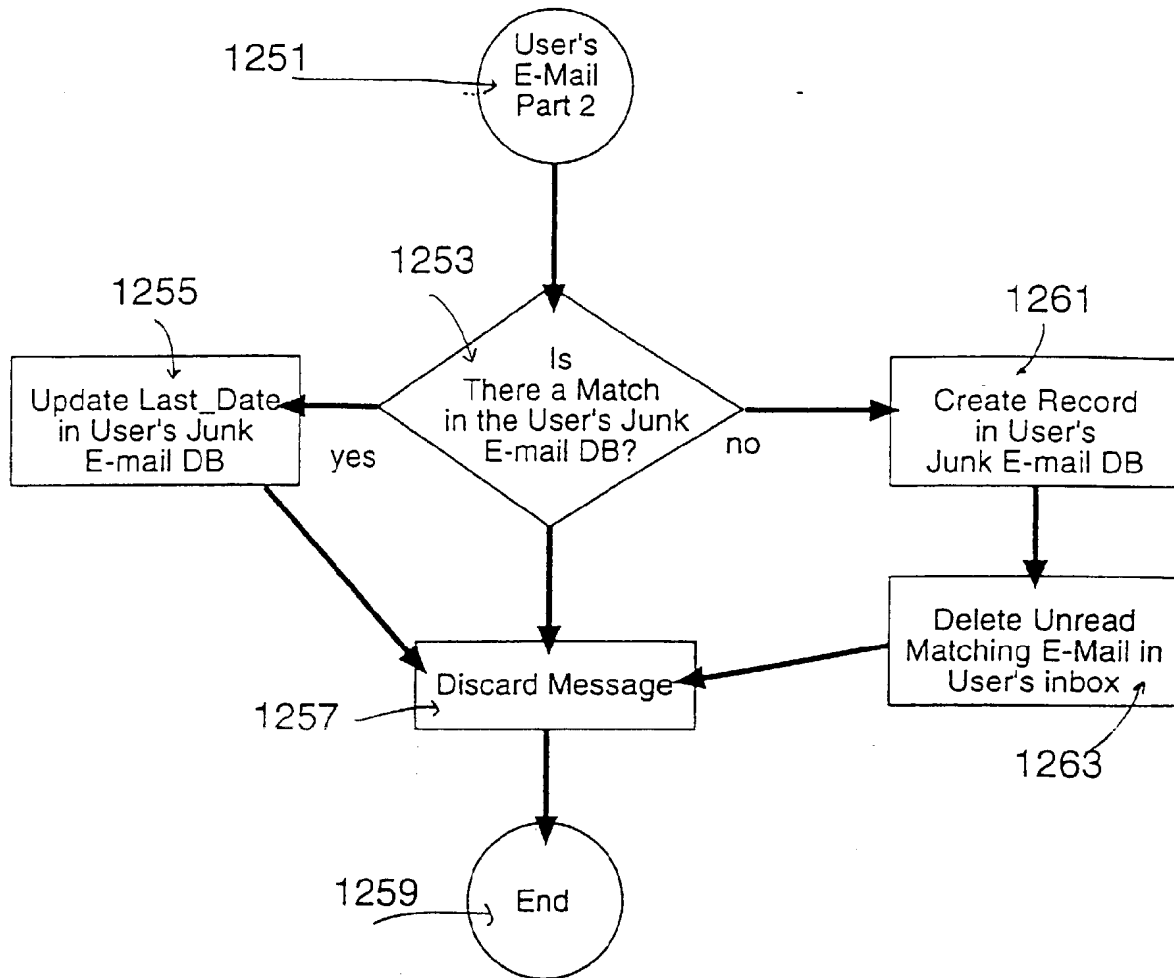 1251
User's
E-Mail
Part 2
1253
1255
1261
Is
There a Match
in the User's Junk
E-mail DB?
Update Last_Date
in User's Junk
E-mail DB
yes
no
Create Record
in User's
Junk E-mail DB
Delete Unread
Matching E-Mail in
User's inbox
Discard Message
1257
1263
1259
End